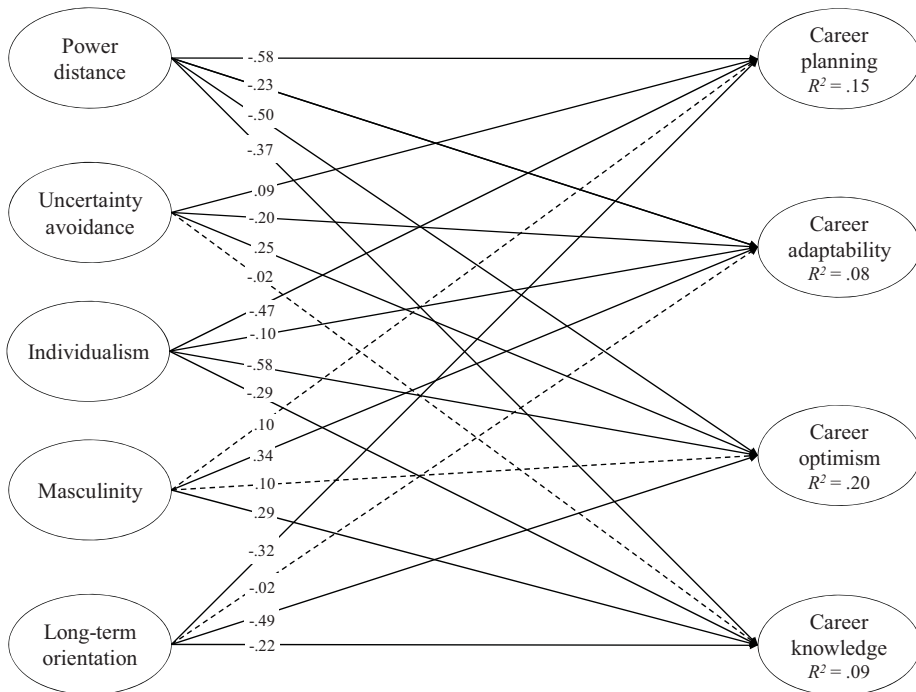 Power
distance
Uncertainty
avoidance
Individualism
Masculinity
Long-term
orientation
-.58
-.23
-.50
-.37
.09
-.20
.25
-.02
-.47
-.10
-.58
-.29
.10
.34
.10
.29
-.32
-.02
-.49
-.22
Career
planning
R² = .15
Career
adaptability
R² = .08
Career
optimism
R² = .20
Career
knowledge
R² = .09